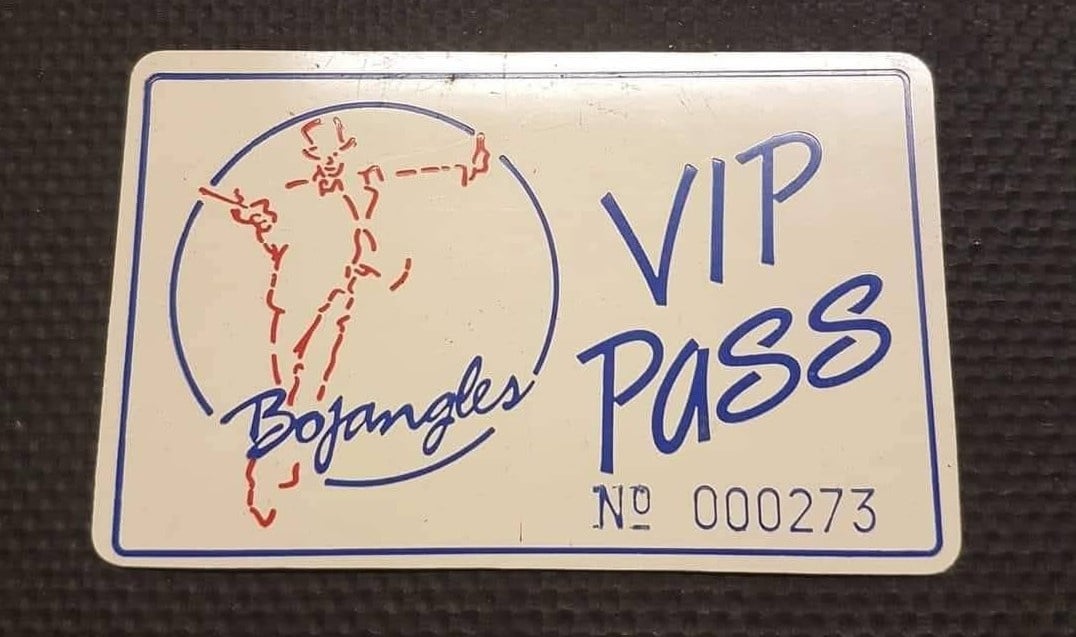 Bojangles
VIP
Pass
Nº 000273